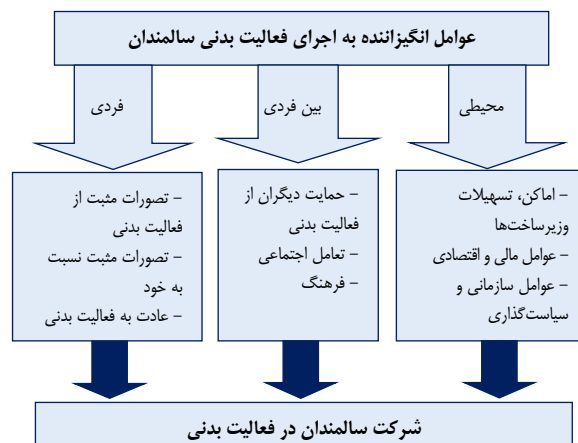 عوامل انگیزاننده به اجرای فعالیت بدنی سالمندان
محیطی
بین فردی
فردی
– اماکن، تسهیلات
وزیرساخت‌ها
– عوامل مالی و اقتصادی
– عوامل سازمانی و
سیاست‌گذاری
– حمایت دیگران از
فعالیت بدنی
– تعامل اجتماعی
– فرهنگ
– تصورات مثبت از
فعالیت بدنی
– تصورات مثبت نسبت
به خود
– عادت به فعالیت بدنی
شرکت سالمندان در فعالیت بدنی